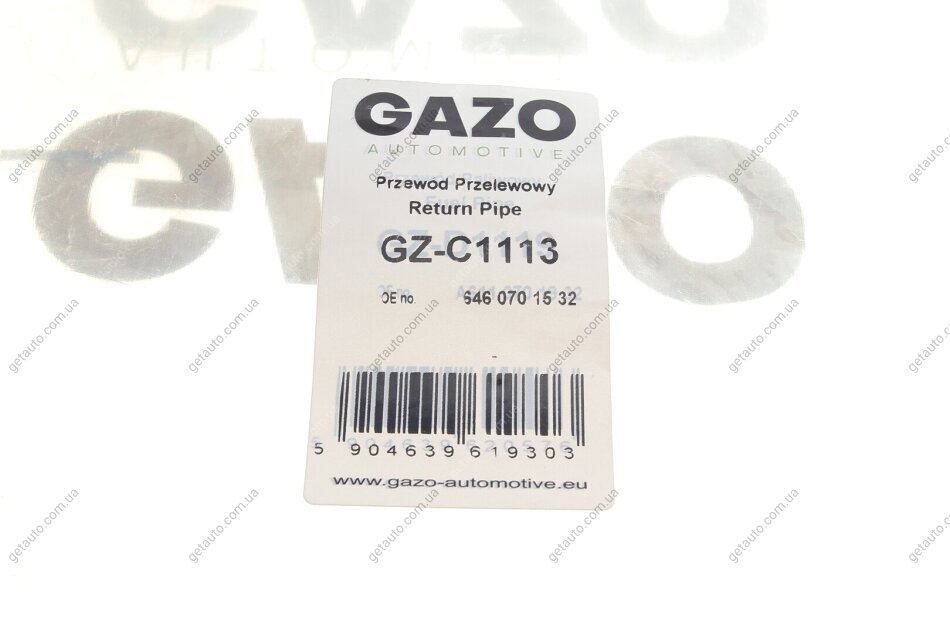 GAZO
AUTOMOTIVE
Przewód Przelewowy
Return Pipe
GZ-C1113
OE no. 646 070 15 32
5 904639 619303
www.gazo-automotive.eu
getauto.com.ua